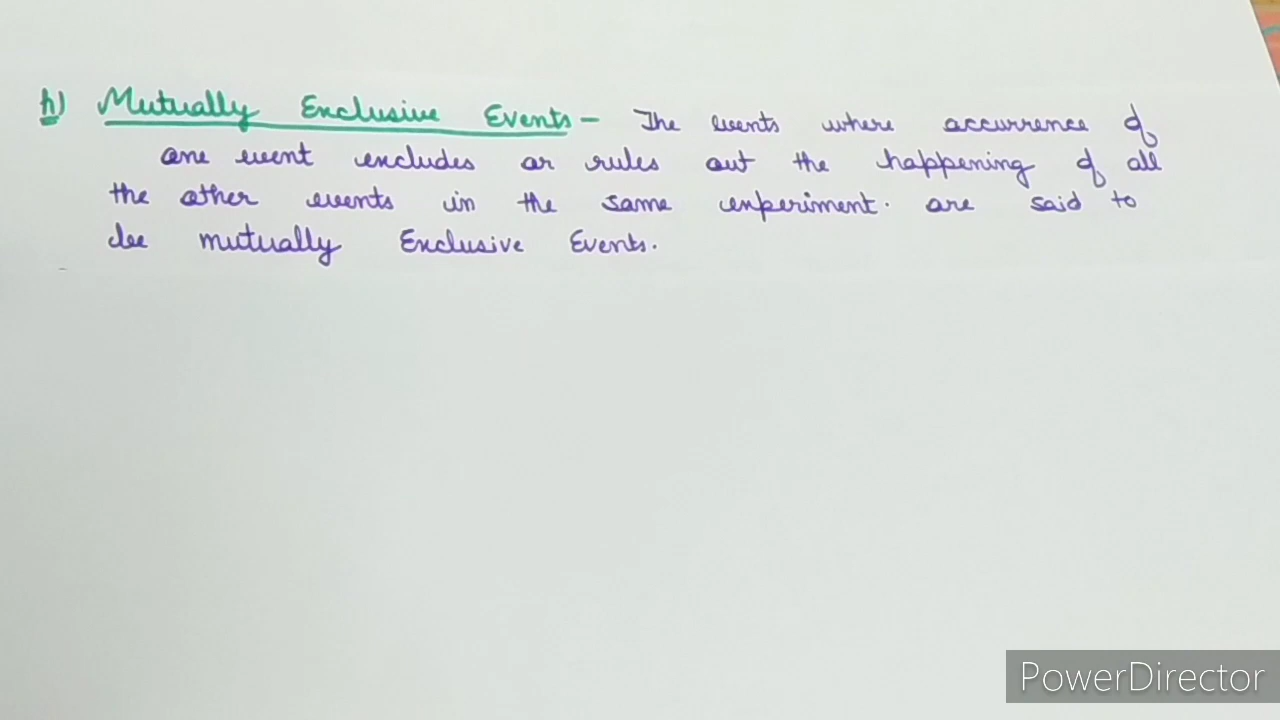 h) Mutually Exclusive Events - The events where occurrence of
one event excludes or rules out the happening of all
the other events in the same experiment. are said to
be mutually Exclusive Events.
PowerDirector